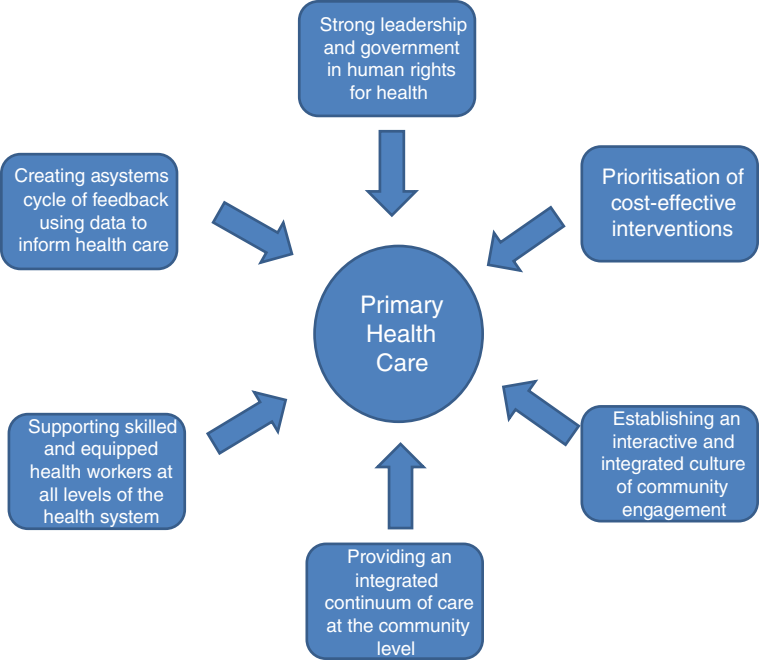 Strong leadership
and government
in human rights
for health
Prioritisation of
cost-effective
interventions
Establishing an
interactive and
integrated culture
of community
engagement
Providing an
integrated
continuum of care
at the community
level
Supporting skilled
and equipped
health workers at
all levels of the
health system
Creating asystems
cycle of feedback
using data to
inform health care
Primary
Health
Care